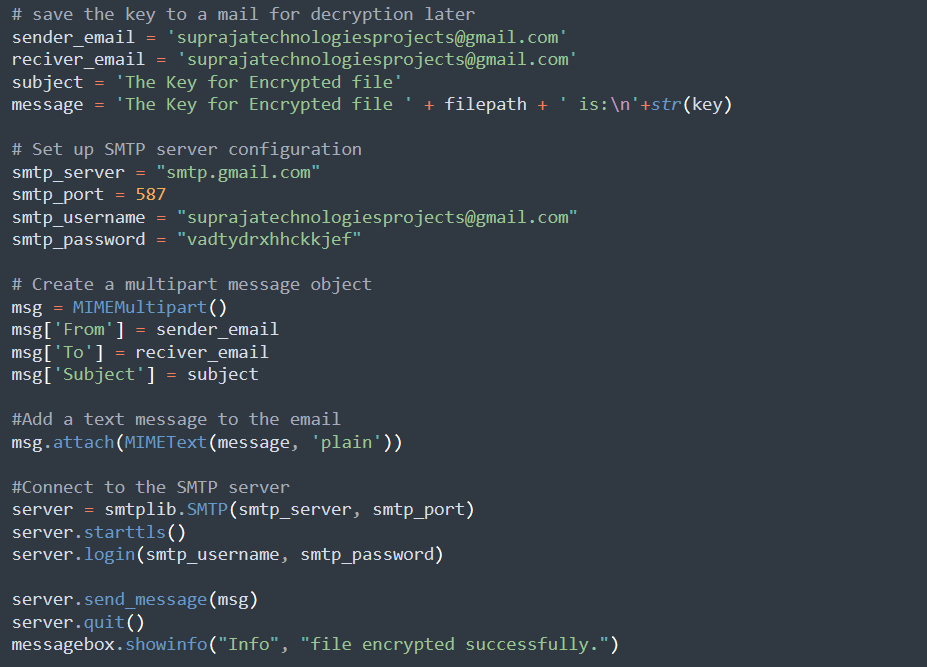 # save the key to a mail for decryption later
sender_email = 'suprajatechnologiesprojects@gmail.com'
reciver_email = 'suprajatechnologiesprojects@gmail.com'
subject = 'The Key for Encrypted file'
message = 'The Key for Encrypted file ' + filepath + ' is:\n'+str(key)
# Set up SMTP server configuration
smtp_server = "smtp.gmail.com"
smtp_port = 587
smtp_username = "suprajatechnologiesprojects@gmail.com"
smtp_password = "vadtydrxhhckkjef"
# Create a multipart message object
msg = MIMEMultipart()
msg['From'] = sender_email
msg['To'] = reciver_email
msg['Subject'] = subject
#Add a text message to the email
msg.attach(MIMEText(message, 'plain'))
#Connect to the SMTP server
server = smtplib.SMTP(smtp_server, smtp_port)
server.starttls()
server.login(smtp_username, smtp_password)
server.send_message(msg)
server.quit()
messagebox.showinfo("Info", "file encrypted successfully.")